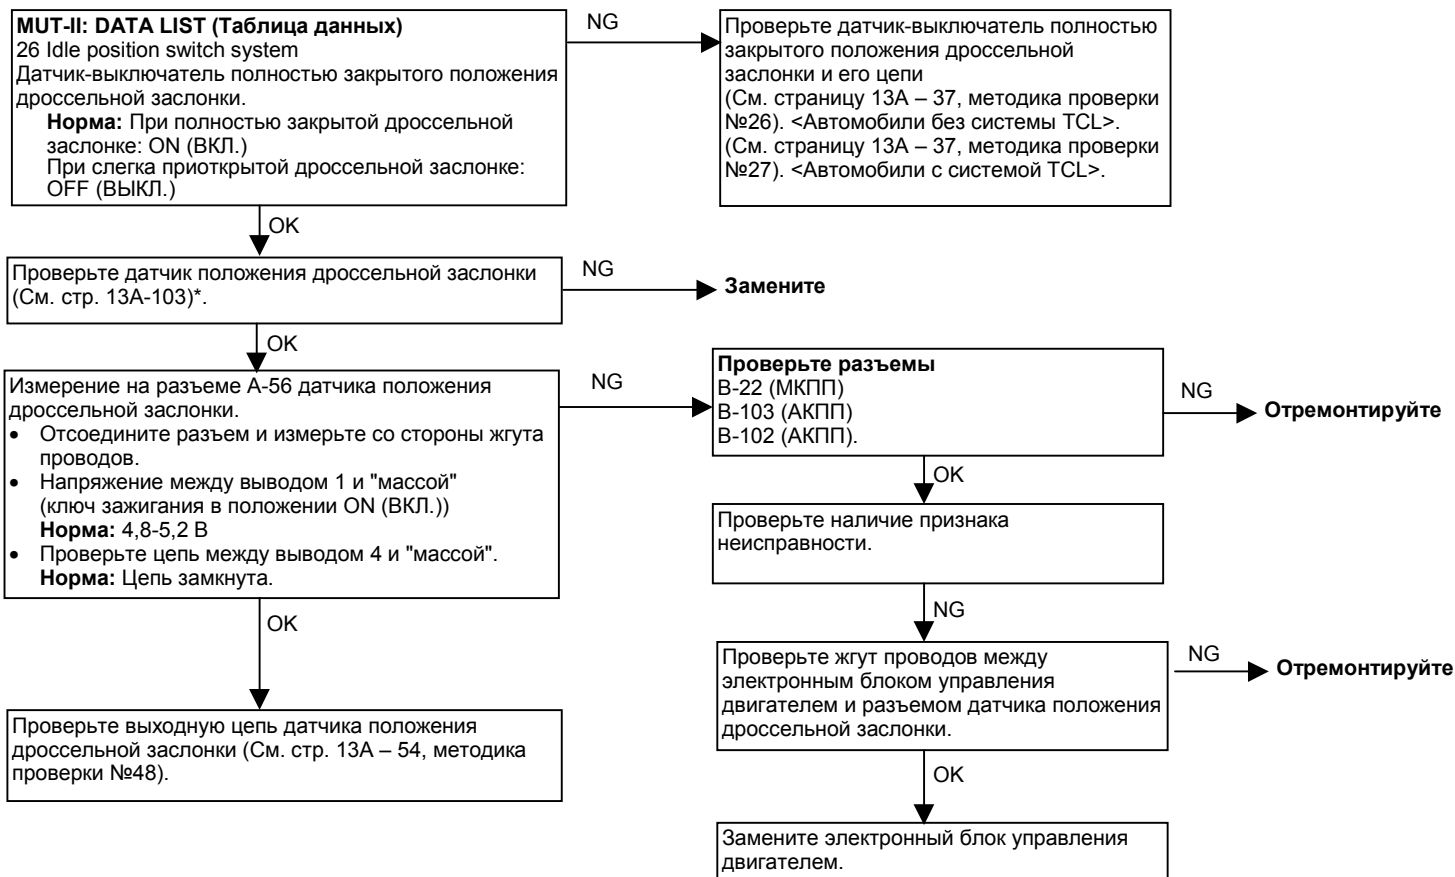 MUT-II: DATA LIST (Таблица данных)
26 Idle position switch system
Датчик-выключатель полностью закрытого положения
дроссельной заслонки.
Норма: При полностью закрытой дроссельной
заслонке: ON (ВКЛ.)
При слегка приоткрытой дроссельной заслонке:
OFF (ВЫКЛ.)
NG
Проверьте датчик-выключатель полностью
закрытого положения дроссельной
заслонки и его цепи
(См. страницу 13А – 37, методика проверки
№26). <Автомобили без системы TCL>.
(См. страницу 13А – 37, методика проверки
№27). <Автомобили с системой TCL>.
OK
Проверьте датчик положения дроссельной заслонки
(См. стр. 13А-103)*.
NG
Замените
OK
Измерение на разъеме А-56 датчика положения
дроссельной заслонки.
• Отсоедините разъем и измерьте со стороны жгута
проводов.
• Напряжение между выводом 1 и "массой"
(ключ зажигания в положении ON (ВКЛ.))
Норма: 4,8-5,2 В
• Проверьте цепь между выводом 4 и "массой".
Норма: Цепь замкнута.
NG
Проверьте разъемы
В-22 (МКПП)
В-103 (АКПП)
В-102 (АКПП).
NG
Отремонтируйте
OK
Проверьте наличие признака
неисправности.
NG
Проверьте жгут проводов между
электронным блоком управления
двигателем и разъемом датчика положения
дроссельной заслонки.
NG
Отремонтируйте
OK
Замените электронный блок управления
двигателем.
OK
Проверьте выходную цепь датчика положения
дроссельной заслонки (См. стр. 13А – 54, методика
проверки №48).